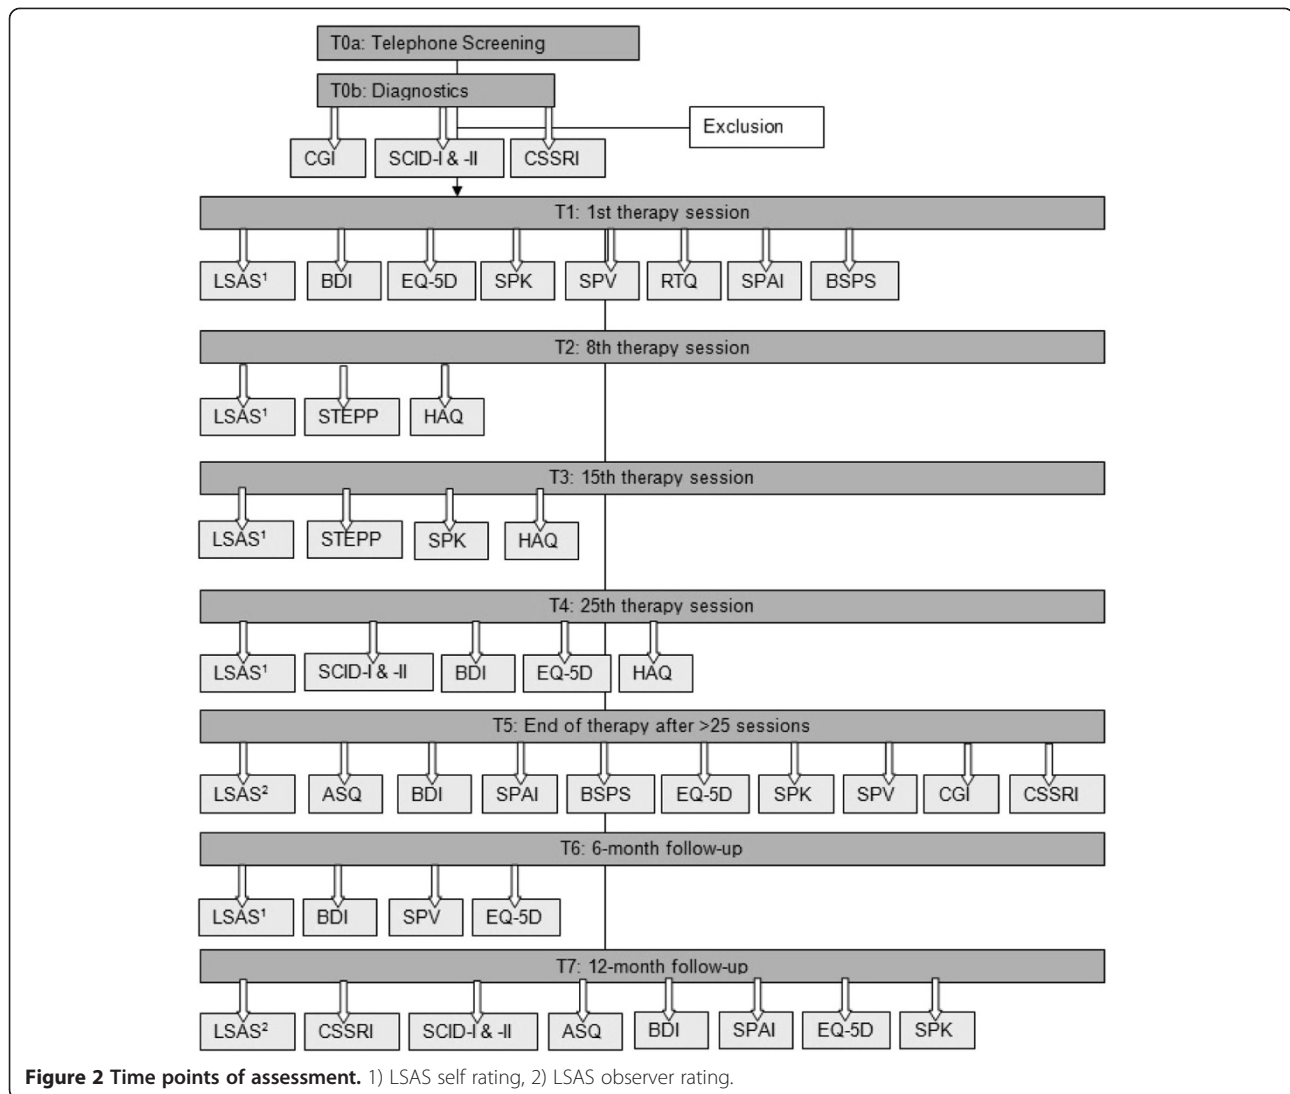 T0a: Telephone Screening
T0b: Diagnostics
Exclusion
CGI SCID-I & -II CSSRI
T1: 1st therapy session
LSAS¹ BDI EQ-5D SPK SPV RTQ SPAI BSPS
T2: 8th therapy session
LSAS¹ STEPP HAQ
T3: 15th therapy session
LSAS¹ STEPP SPK HAQ
T4: 25th therapy session
LSAS¹ SCID-I & -II BDI EQ-5D HAQ
T5: End of therapy after >25 sessions
LSAS² ASQ BDI SPAI BSPS EQ-5D SPK SPV CGI CSSRI
T6: 6-month follow-up
LSAS¹ BDI SPV EQ-5D
T7: 12-month follow-up
LSAS² CSSRI SCID-I & -II ASQ BDI SPAI EQ-5D SPK
Figure 2 Time points of assessment. 1) LSAS self rating, 2) LSAS observer rating.